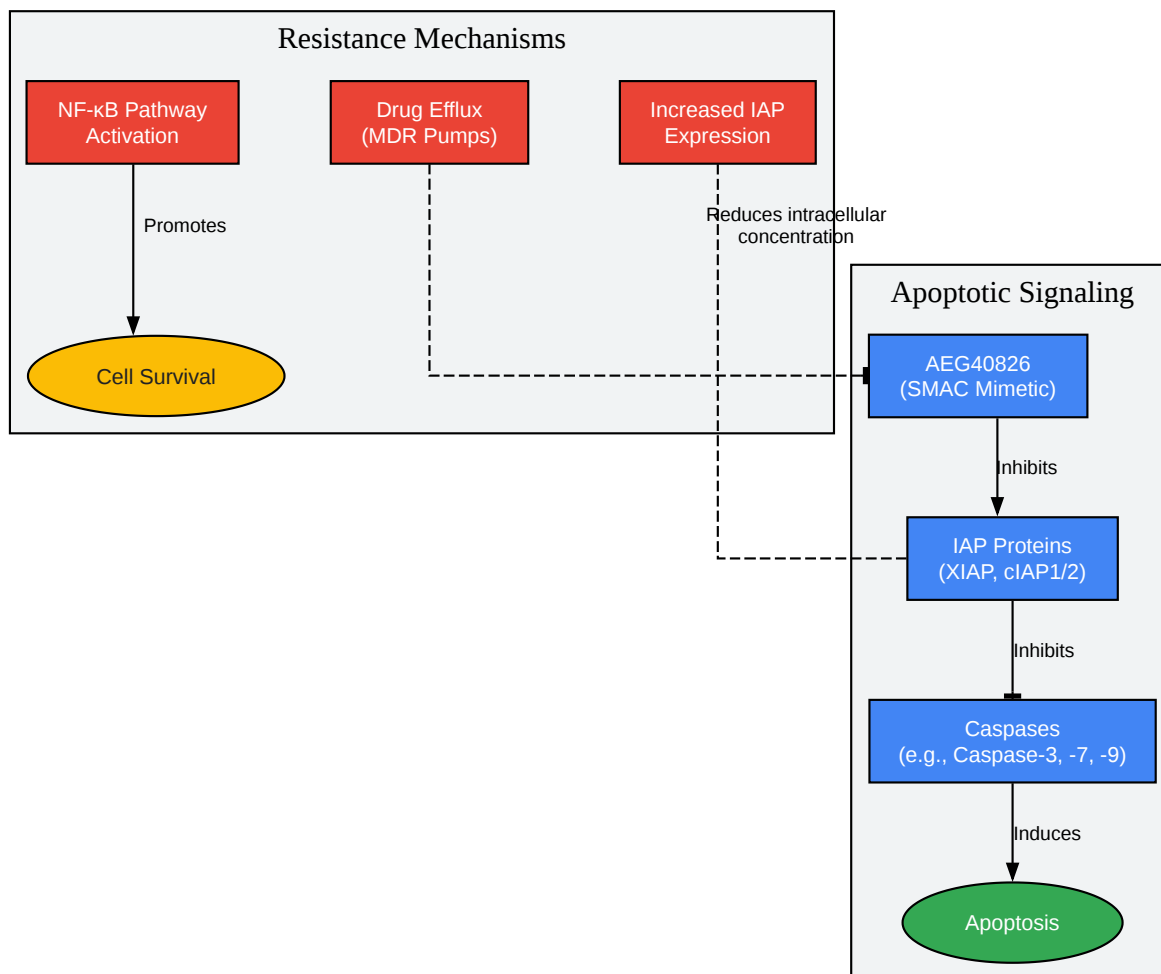 Resistance Mechanisms
NF-κB Pathway
Activation
Drug Efflux
(MDR Pumps)
Increased IAP
Expression
Promotes
Reduces intracellular
concentration
Cell Survival
Apoptotic Signaling
AEG40826
(SMAC Mimetic)
Inhibits
IAP Proteins
(XIAP, cIAP1/2)
Inhibits
Caspases
(e.g., Caspase-3, -7, -9)
Induces
Apoptosis